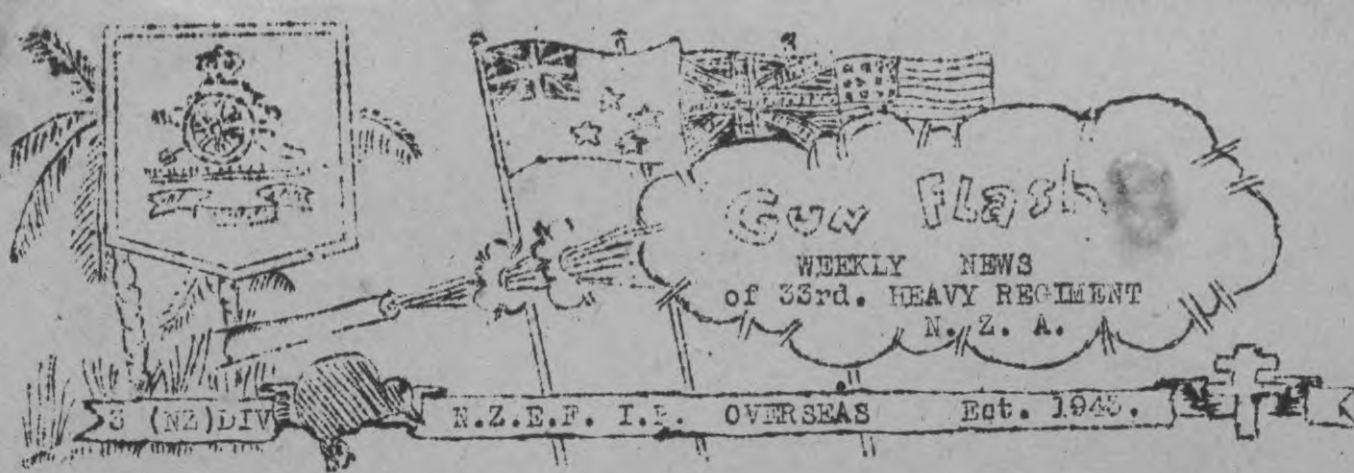 Gun Flash
WEEKLY NEWS
of 33rd. HEAVY REGIMENT
N. Z. A.
3 (NZ)DIV
N.Z.E.F. I.P. OVERSEAS Est. 1943.